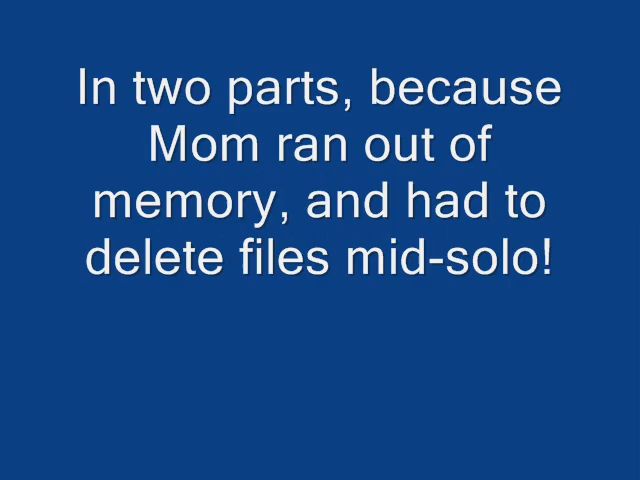 In two parts, because
Mom ran out of
memory, and had to
delete files mid-solo!